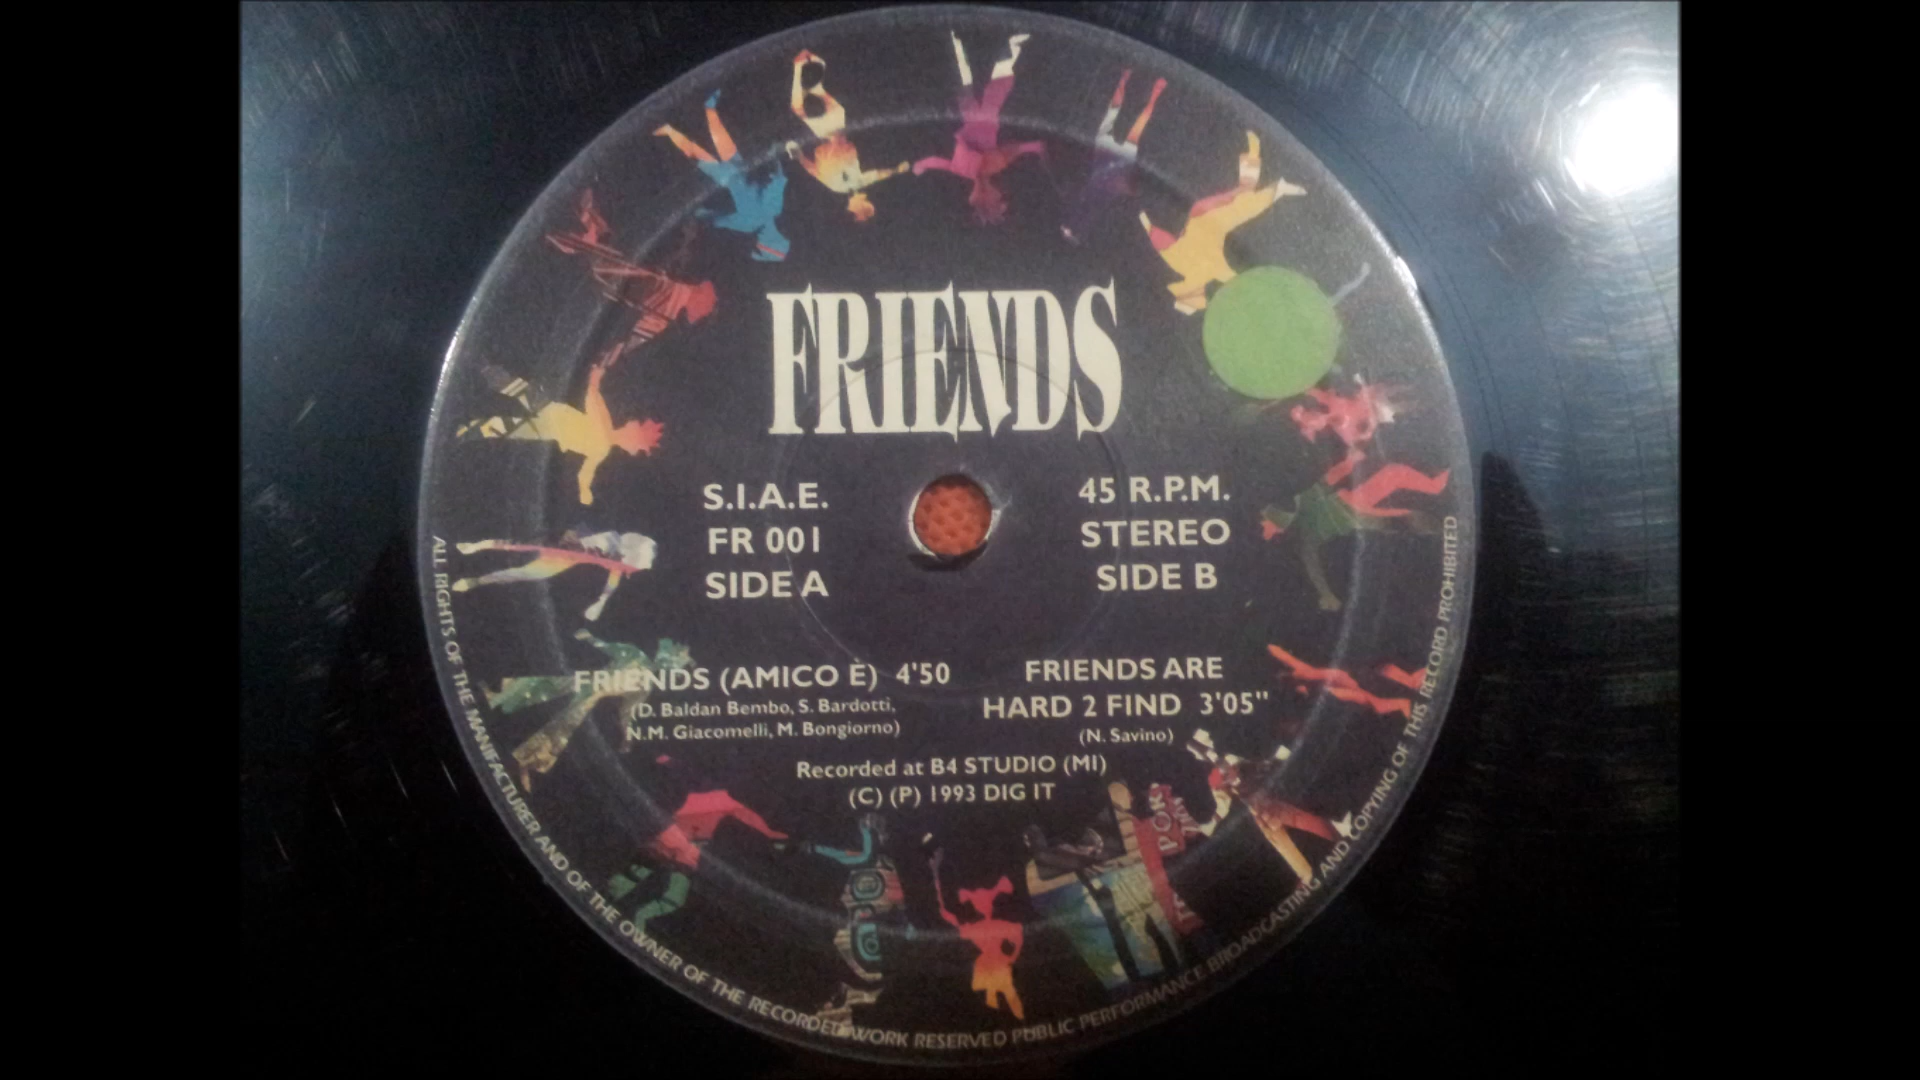 FRIENDS
S.I.A.E.
FR 001
SIDE A
45 R.P.M.
STEREO
SIDE B
FRIENDS (AMICO È) 4'50
(D. Baldan Bembo, S. Bardotti,
N.M. Giacomelli, M. Bongiorno)
FRIENDS ARE
HARD 2 FIND 3'05"
(N. Savino)
Recorded at B4 STUDIO (MI)
(C) (P) 1993 DIG IT
ALL RIGHTS OF THE MANIFACTURER AND OF THE OWNER OF THE RECORDED WORK RESERVED PUBLIC PERFORMANCE BROADCASTING AND COPYING OF THIS RECORD PROHIBITED